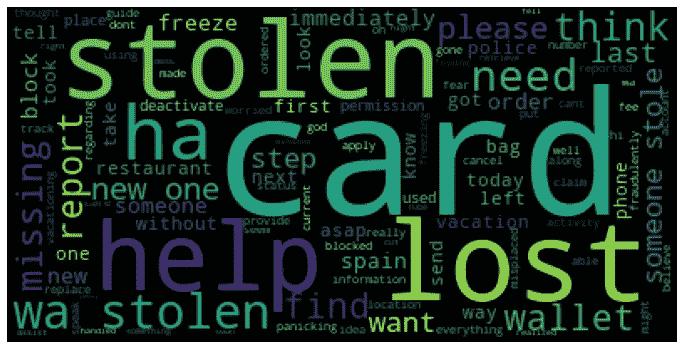 thought
guide
dont
place
tell
freeze
immediately
please
think
last
police
look
ordered
oh
gone
number
stolen
block
took
using
made
deactivate
worried
first
permission
need
got
order
reported
fear
cant
put
fee
account
track
regarding
take
ha
card
god
apply
know
bag
today
left
well
along
cancel
claim
hi
Someone stole
missing
report
restaurant
new one
step
next
status
used
phone
fraudulently
someone
without
provide
current
vacation
activity
vacationing
help
lost
one
asap
spain
blocked
really
send
misplaced
able
believe
new
replace
information
location
find
want
way
everything
wallet
might
wa stolen
panicking
idea
speak
handled
something
realized